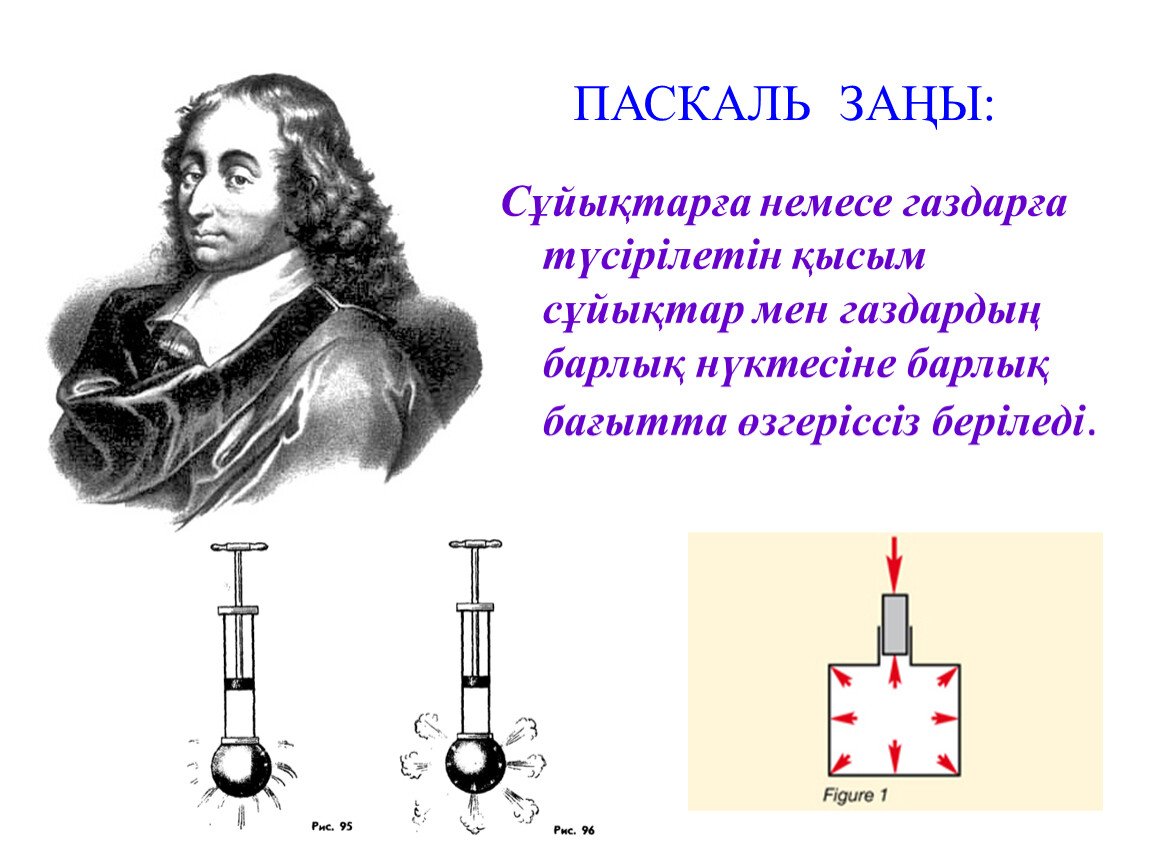 ПАСКАЛЬ ЗАҢЫ:
Сұйықтарға немесе газдарға
түсірілетін қысым
сұйықтар мен газдардың
барлық нүктесіне барлық
бағытта өзгеріссіз беріледі.
Рис. 95
Рис. 96
Figure 1